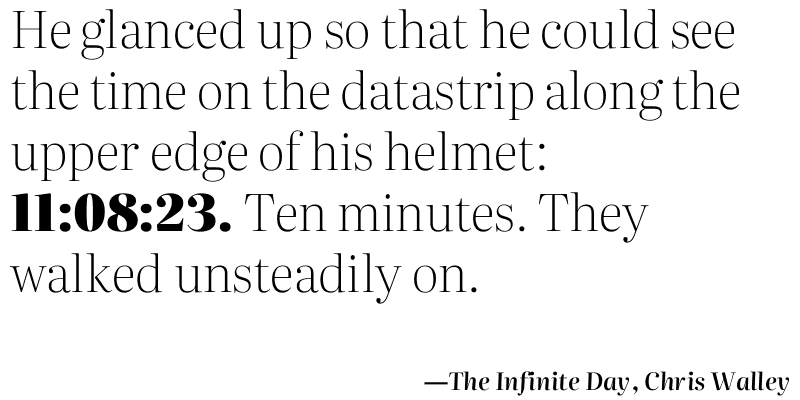 He glanced up so that he could see
the time on the datastrip along the
upper edge of his helmet:
11:08:23. Ten minutes. They
walked unsteadily on.
—The Infinite Day, Chris Walley